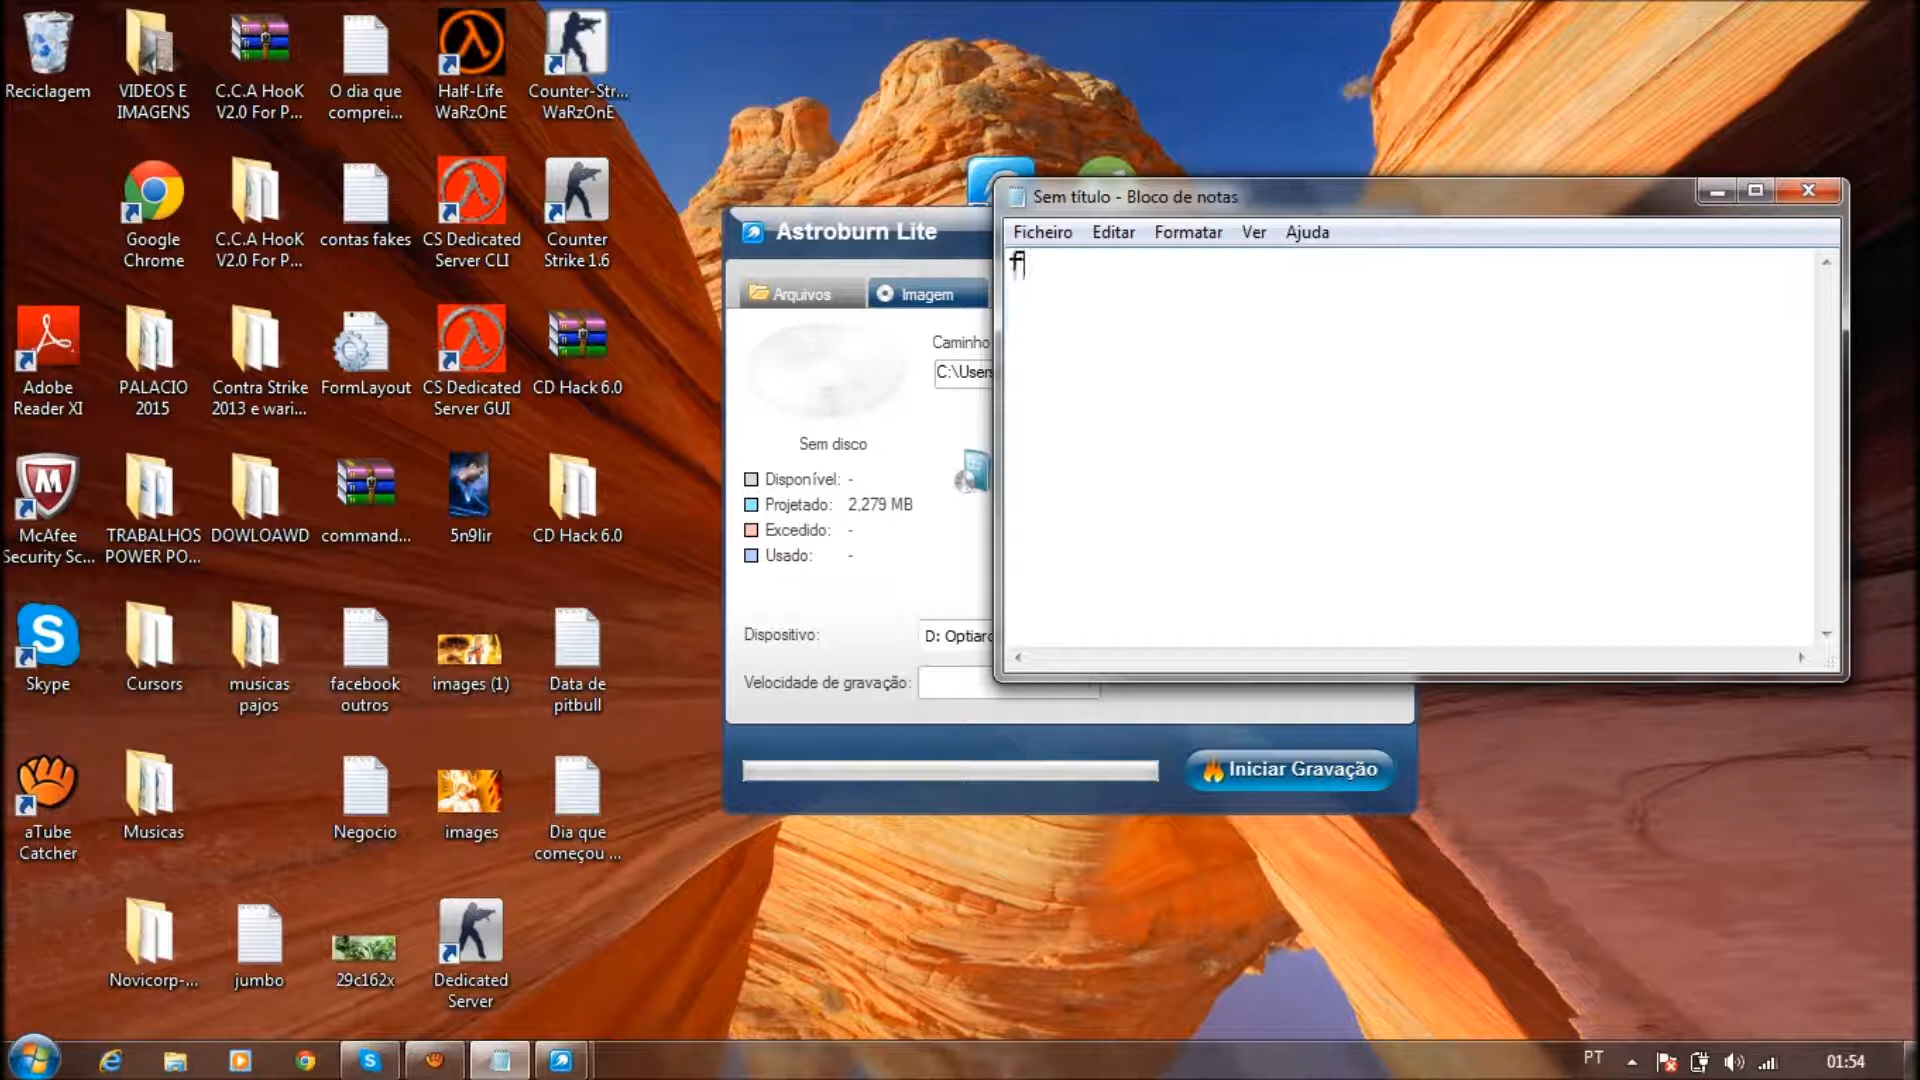 Reciclagem
VIDEOS E
IMAGENS
C.C.A HooK
V2.0 For P...
O dia que
comprei...
Half-Life
WaRzOnE
Counter-Str...
WaRzOnE
Google
Chrome
C.C.A HooK
V2.0 For P...
contas fakes
CS Dedicated
Server CLI
Counter
Strike 1.6
Adobe
Reader XI
PALACIO
2015
Contra Strike
2013 e wari...
FormLayout
CS Dedicated
Server GUI
CD Hack 6.0
McAfee
Security Sc...
TRABALHOS
POWER PO...
DOWLOAWD
command...
5n9lir
CD Hack 6.0
Skype
Cursors
musicas
pajos
facebook
outros
images (1)
Data de
pitbull
aTube
Catcher
Musicas
Negocio
images
Dia que
começou ...
Novicorp-...
jumbo
29c162x
Dedicated
Server
Astroburn Lite
Arquivos
Imagem
Caminho
C:\Users
Sem disco
Disponível: -
Projetado: 2,279 MB
Excedido: -
Usado: -
Dispositivo:
D: Optiarc
Velocidade de gravação:
Iniciar Gravação
Sem título - Bloco de notas
Ficheiro Editar Formatar Ver Ajuda
f
PT
01:54